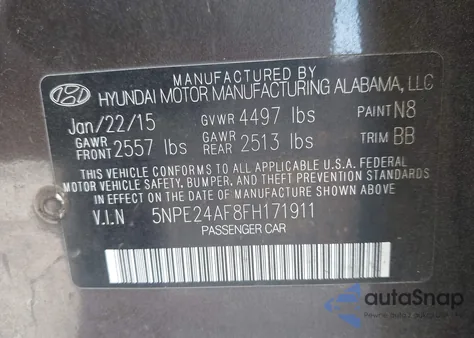 MANUFACTURED BY
HYUNDAI MOTOR MANUFACTURING ALABAMA, LLC
Jan/22/15 GVWR 4497 lbs PAINT N8
GAWR FRONT 2557 lbs GAWR REAR 2513 lbs TRIM BB
THIS VEHICLE CONFORMS TO ALL APPLICABLE U.S.A FEDERAL
MOTOR VEHICLE SAFETY, BUMPER, AND THEFT PREVENTION STANDARDS
IN EFFECT ON THE DATE OF MANUFACTURE SHOWN ABOVE.
V.I.N 5NPE24AF8FH171911
PASSENGER CAR
autoSnap